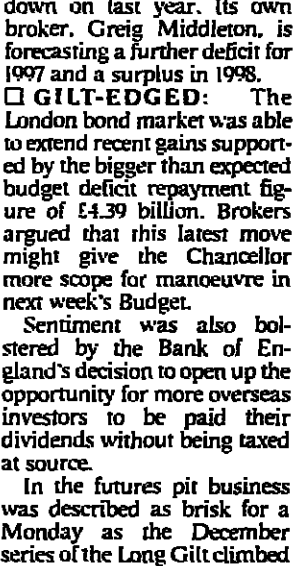 down on last year. Its own
broker, Greig Middleton, is
forecasting a further deficit for
1997 and a surplus in 1998.
□ GILT-EDGED: The
London bond market was able
to extend recent gains support-
ed by the bigger than expected
budget deficit repayment fig-
ure of £4.39 billion. Brokers
argued that this latest move
might give the Chancellor
more scope for manoeuvre in
next week's Budget.
Sentiment was also bol-
stered by the Bank of En-
gland's decision to open up the
opportunity for more overseas
investors to be paid their
dividends without being taxed
at source.
In the futures pit business
was described as brisk for a
Monday as the December
series of the Long Gilt climbed